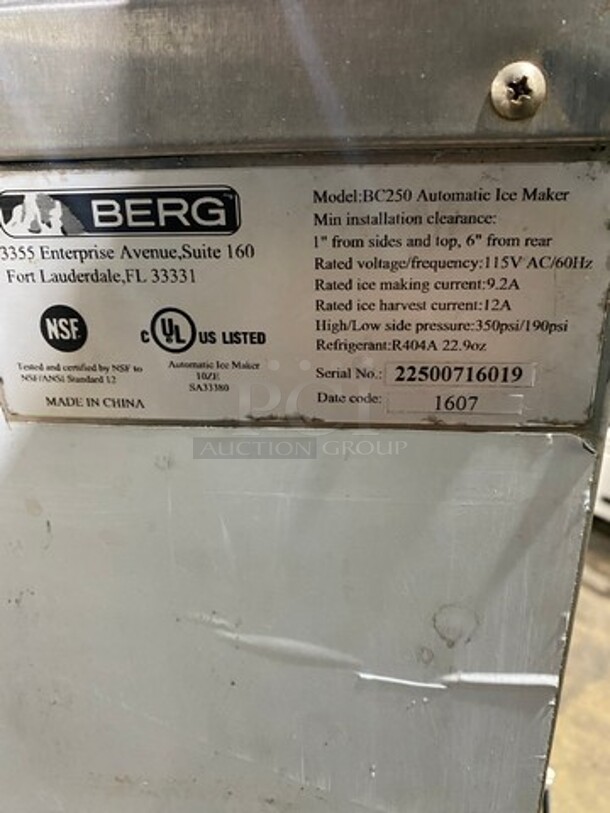 BERG
3355 Enterprise Avenue,Suite 160
Fort Lauderdale,FL 33331
NSF
c UL US LISTED
Tested and certified by NSF to
NSF/ANSI Standard 12
Automatic Ice Maker
10ZE
SA33380
MADE IN CHINA
Model:BC250 Automatic Ice Maker
Min installation clearance:
1" from sides and top, 6" from rear
Rated voltage/frequency:115V AC/60Hz
Rated ice making current:9.2A
Rated ice harvest current:12A
High/Low side pressure:350psi/190psi
Refrigerant:R404A 22.9oz
Serial No.: 22500716019
Date code: 1607
PCI
AUCTION GROUP